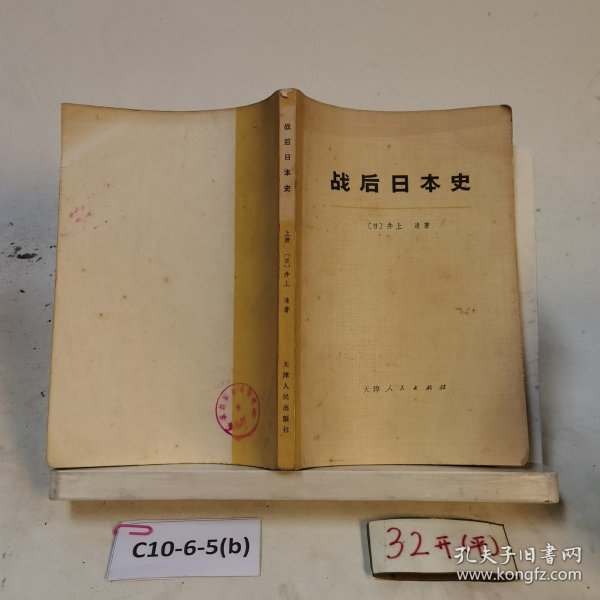 战后日本史
〔日〕井上 清著
天津人民出版社
战后日本史 上册 〔日〕井上 清著 天津人民出版社
C10-6-5(b)
32开(平)
孔夫子旧书网
www.kongfz.com